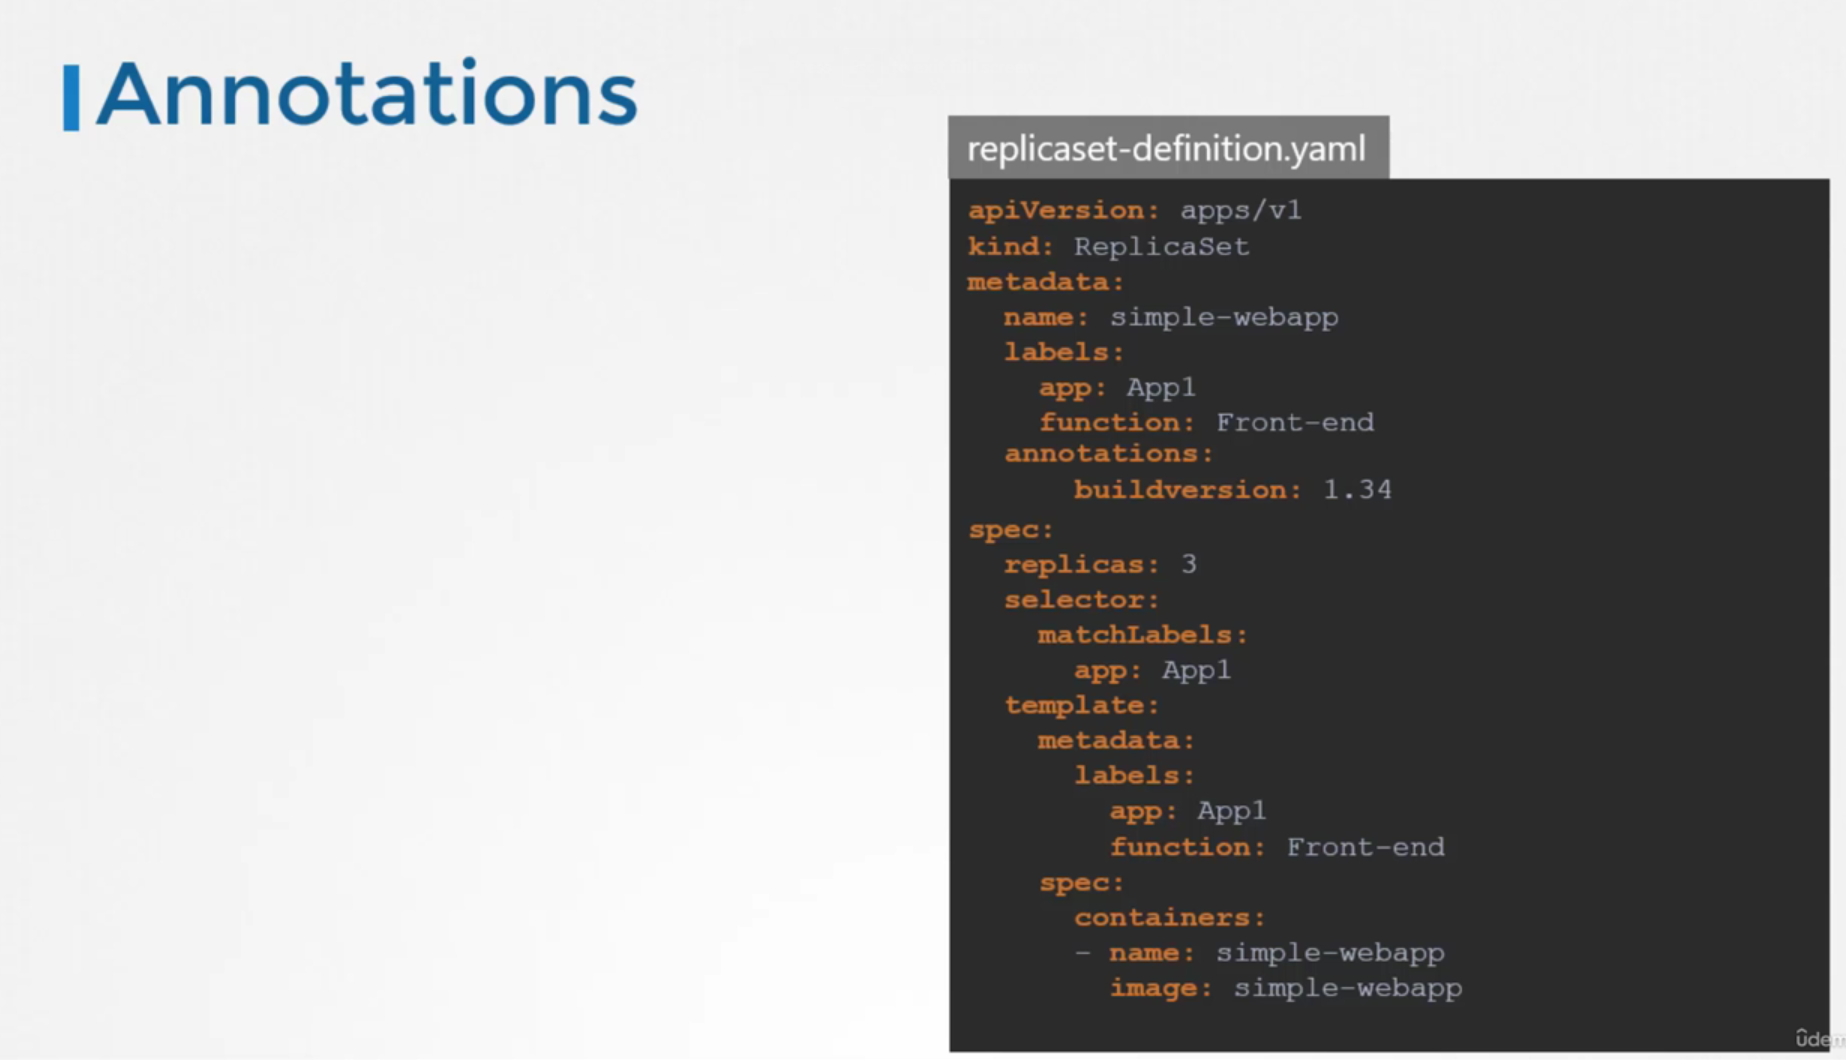 Annotations
replicaset-definition.yaml
apiVersion: apps/v1
kind: ReplicaSet
metadata:
  name: simple-webapp
  labels:
    app: App1
    function: Front-end
  annotations:
      buildversion: 1.34
spec:
  replicas: 3
  selector:
    matchLabels:
      app: App1
  template:
    metadata:
      labels:
        app: App1
        function: Front-end
    spec:
      containers:
      - name: simple-webapp
        image: simple-webapp